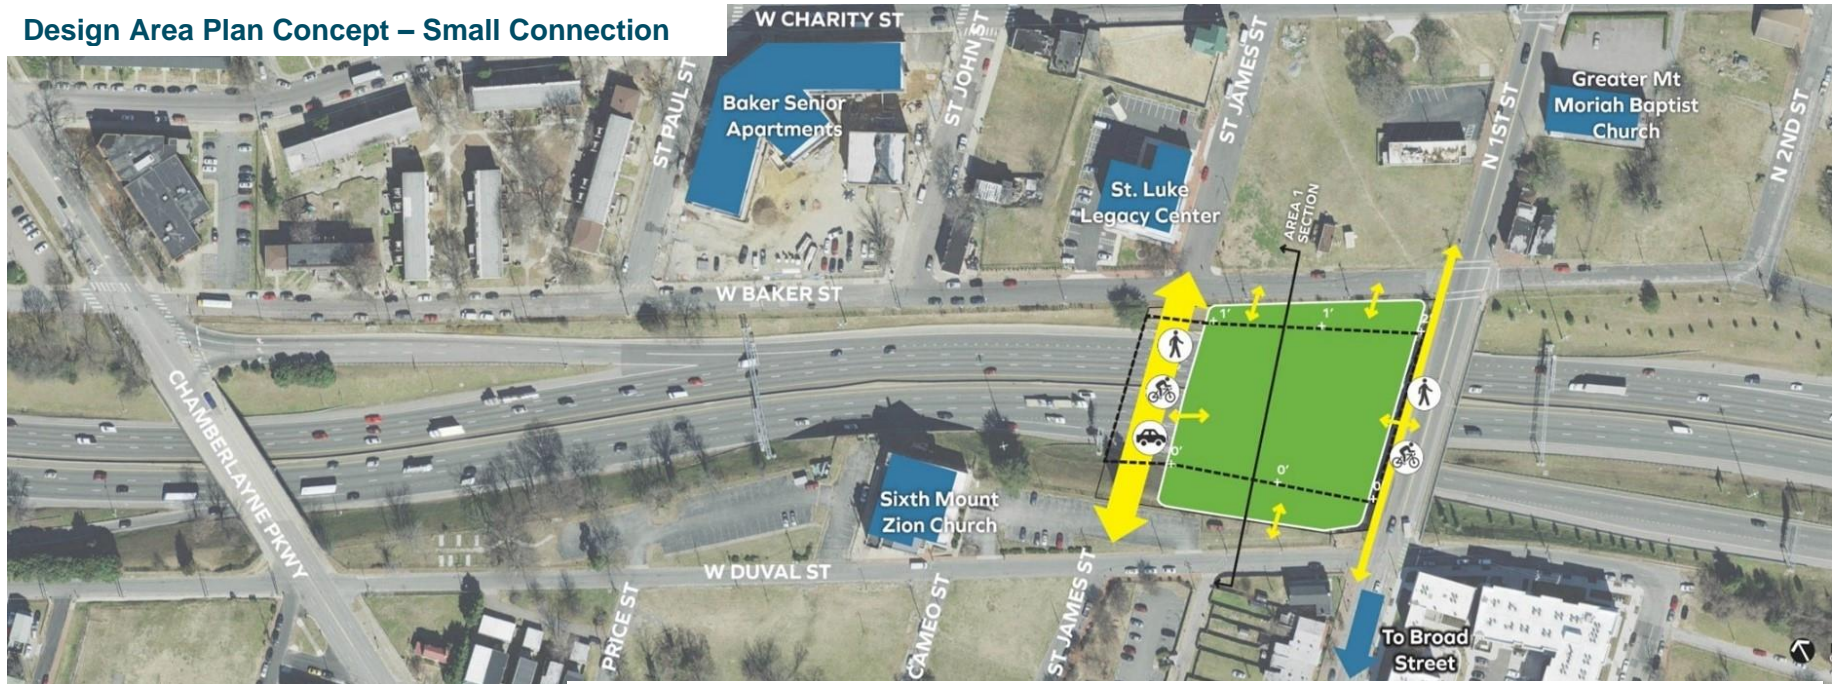 Design Area Plan Concept – Small Connection
W CHARITY ST
ST PAUL ST
ST JOHN ST
ST JAMES ST
N 1ST ST
N 2ND ST
Baker Senior
Apartments
St. Luke
Legacy Center
Greater Mt
Moriah Baptist
Church
AREA 1
SECTION
W BAKER ST
1'
1'
CHAMBERLAYNE PKWY
0'
0'
0
Sixth Mount
Zion Church
W DUVAL ST
PRICE ST
CAMEO ST
ST JAMES ST
To Broad
Street